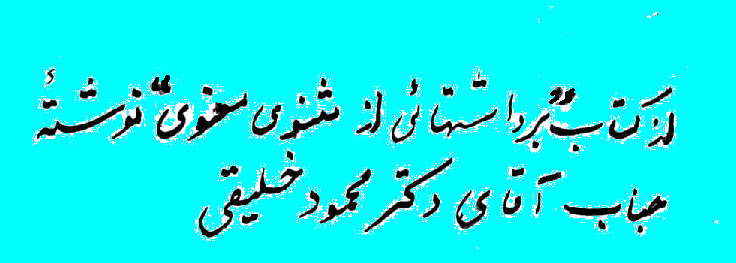 از کتاب "برداشتهائی از مثنوی معنوی" نوشتهٔ
جناب آقای دکتر محمود خلیقی